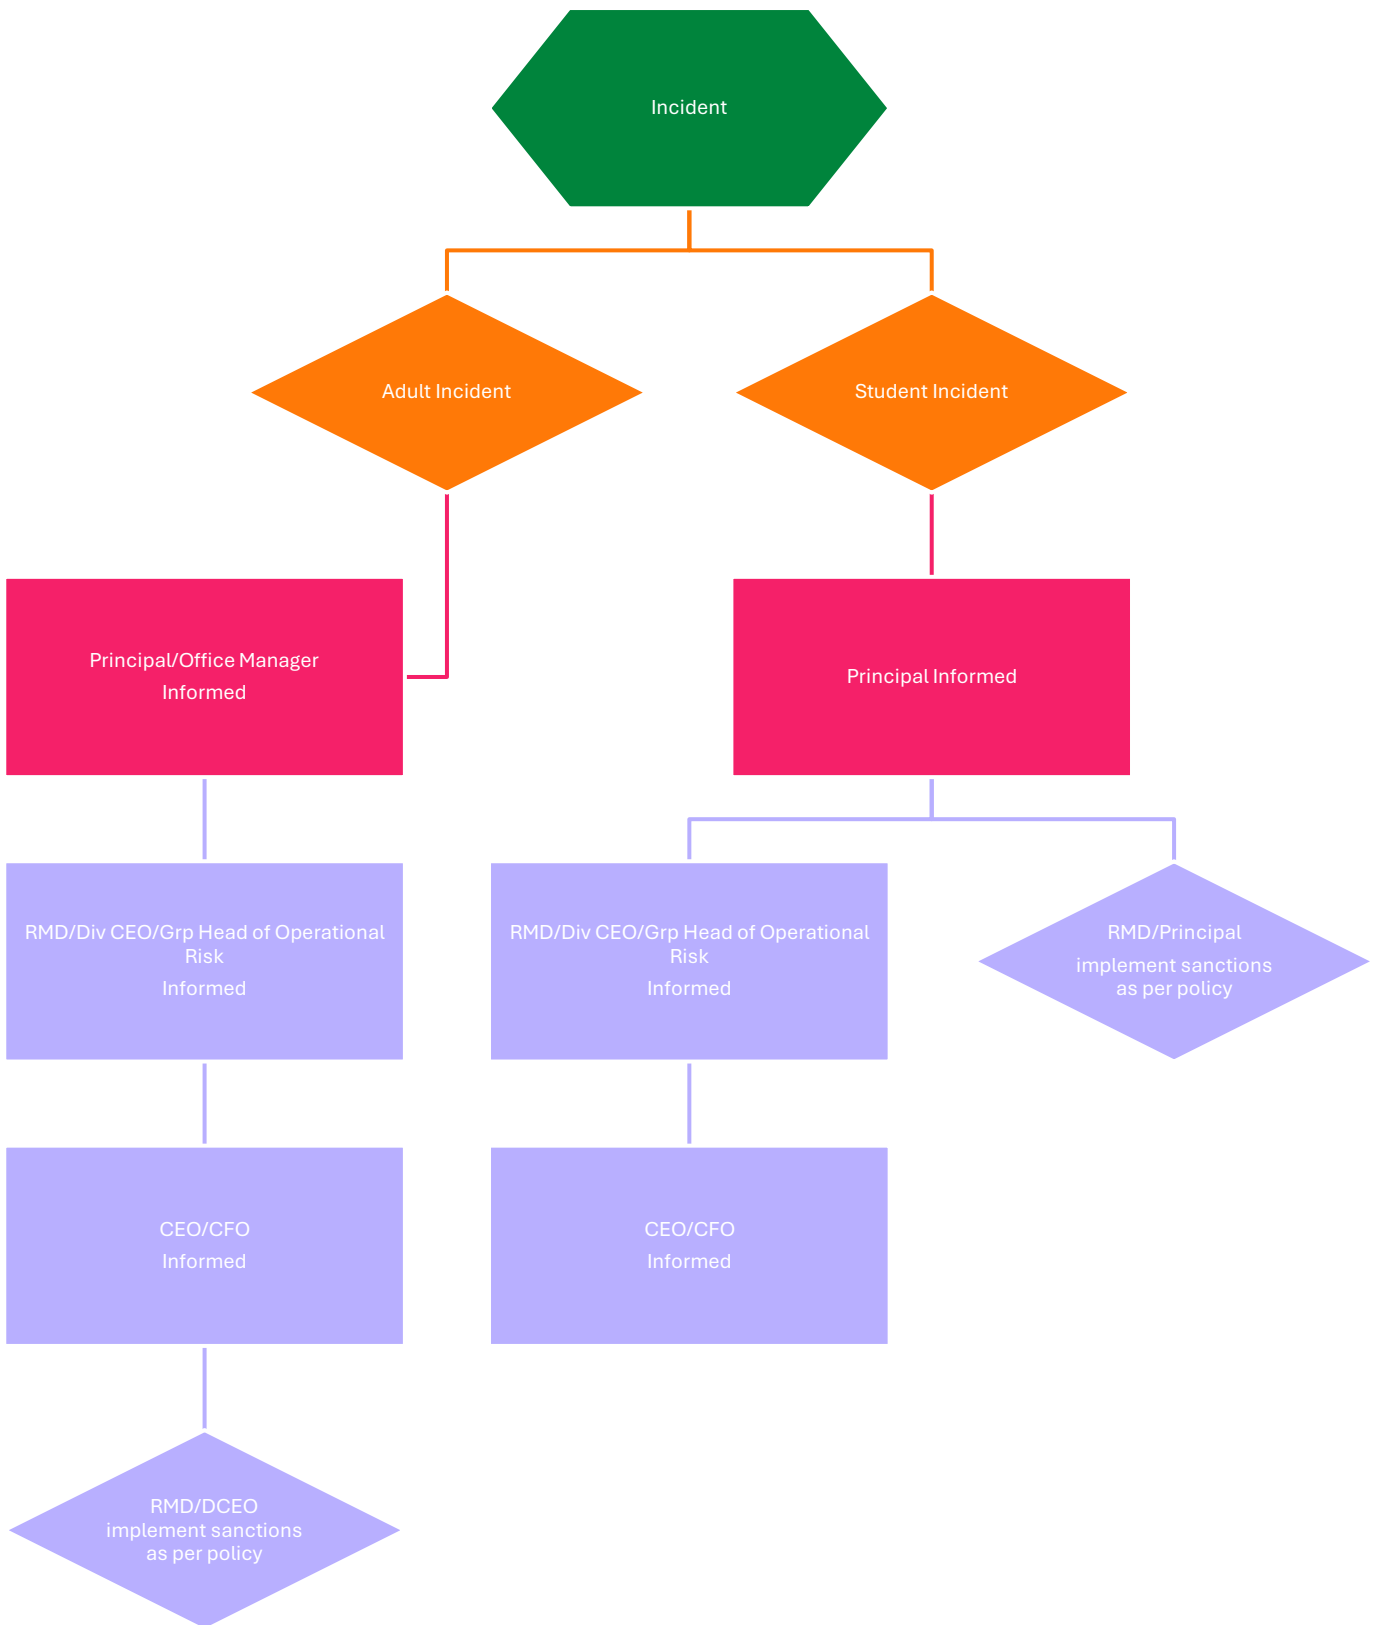 Incident
Adult Incident
Student Incident
Principal/Office Manager
Informed
Principal Informed
RMD/Div CEO/Grp Head of Operational
Risk
Informed
RMD/Div CEO/Grp Head of Operational
Risk
Informed
RMD/Principal
implement sanctions
as per policy
CEO/CFO
Informed
CEO/CFO
Informed
RMD/DCEO
implement sanctions
as per policy